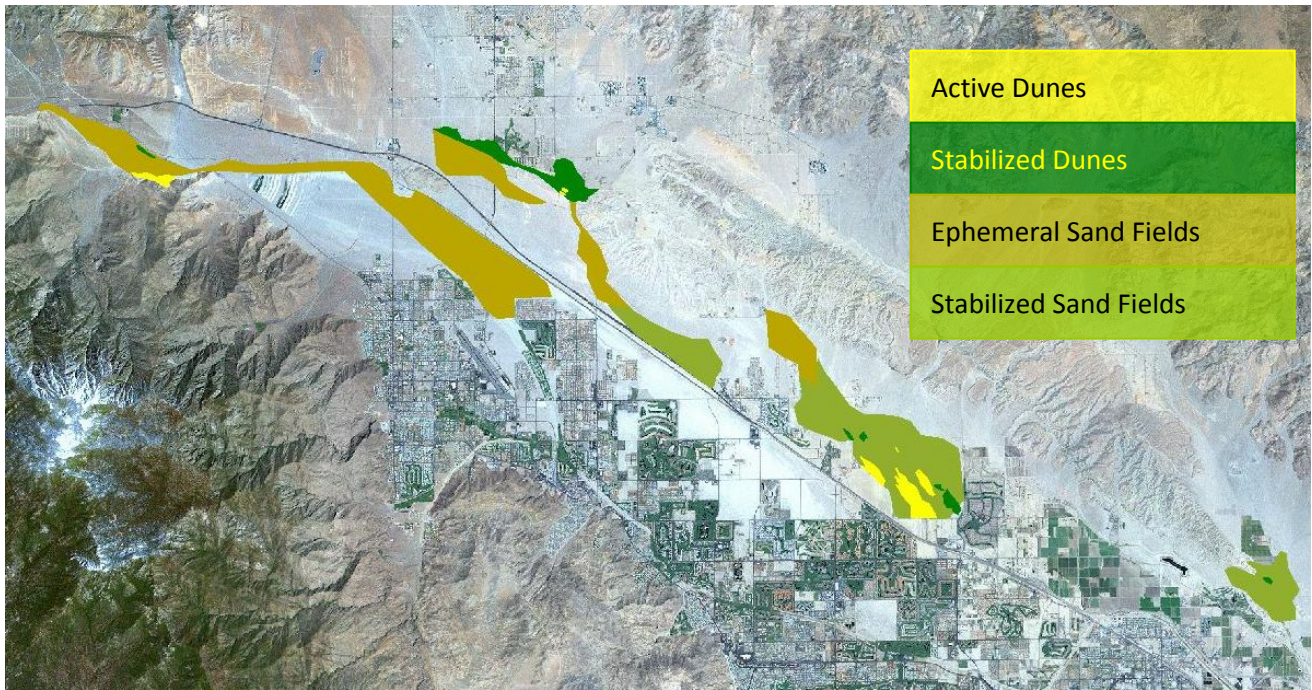 Active Dunes
Stabilized Dunes
Ephemeral Sand Fields
Stabilized Sand Fields